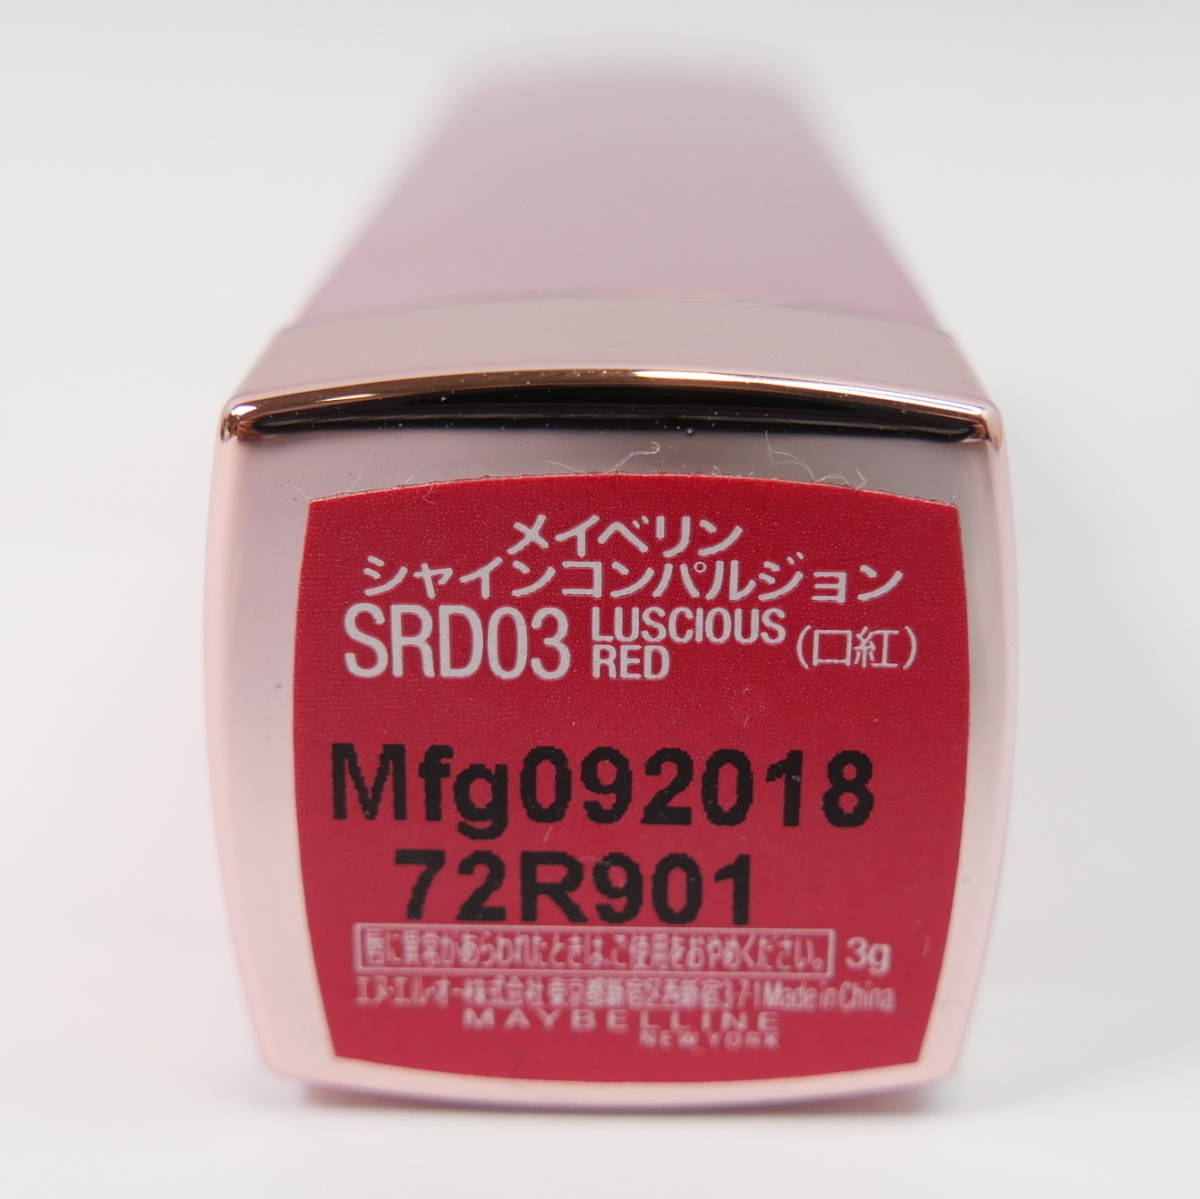 メイベリン
シャインコンパルジョン
SRD03 LUSCIOUS RED (口紅)
Mfg092018
72R901
唇に異常があらわれたときは、ご使用をおやめください。 3g
エヌ・エル・オー株式会社 東京都新宿区西新宿3-7-1 Made in China
MAYBELLINE
NEW YORK